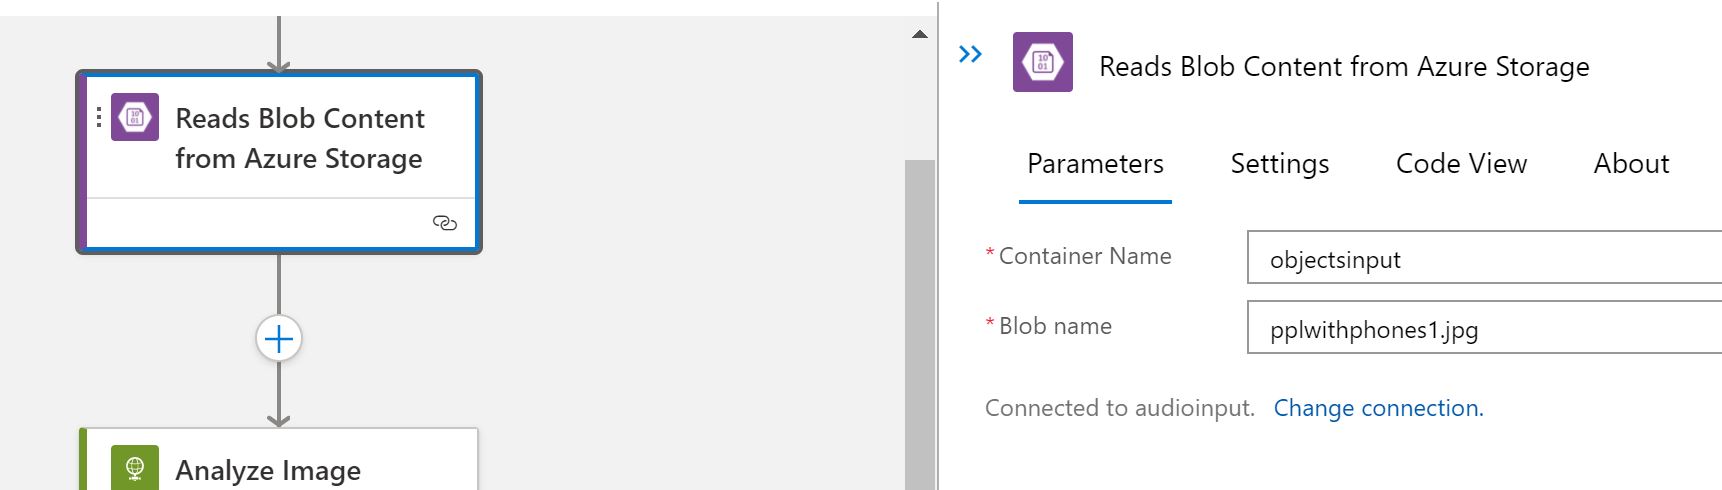 Reads Blob Content
from Azure Storage
Analyze Image
Reads Blob Content from Azure Storage
Parameters Settings Code View About
* Container Name objectsinput
* Blob name pplwithphones1.jpg
Connected to audioinput. Change connection.